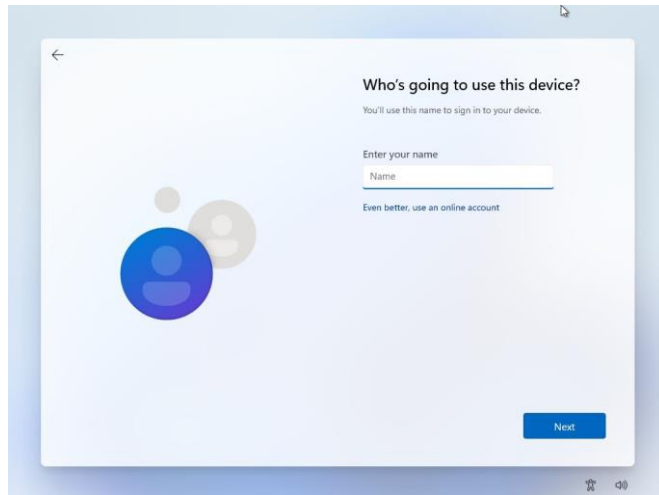 Who's going to use this device?
You'll use this name to sign in to your device.
Enter your name
Name
Even better, use an online account
Next